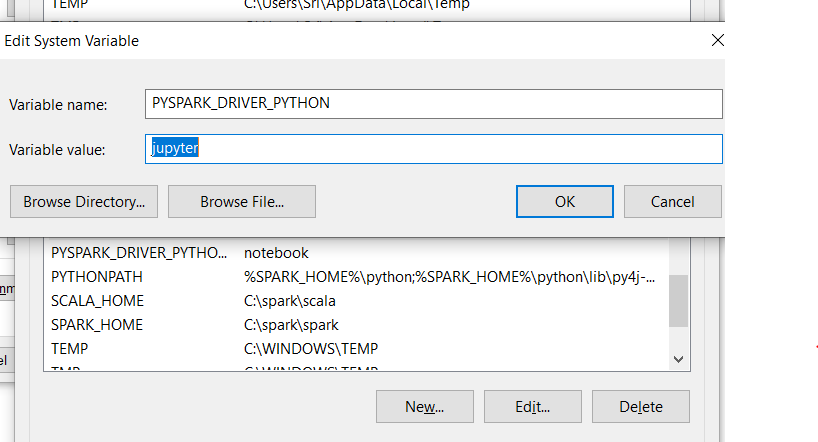 TEMP C:\Users\Sri\AppData\Local\Temp
Edit System Variable
Variable name: PYSPARK_DRIVER_PYTHON
Variable value: jupyter
Browse Directory... Browse File... OK Cancel
PYSPARK_DRIVER_PYTHO... notebook
PYTHONPATH %SPARK_HOME%\python;%SPARK_HOME%\python\lib\py4j-...
SCALA_HOME C:\spark\scala
SPARK_HOME C:\spark\spark
TEMP C:\WINDOWS\TEMP
TMP C:\WINDOWS\TEMP
New... Edit... Delete